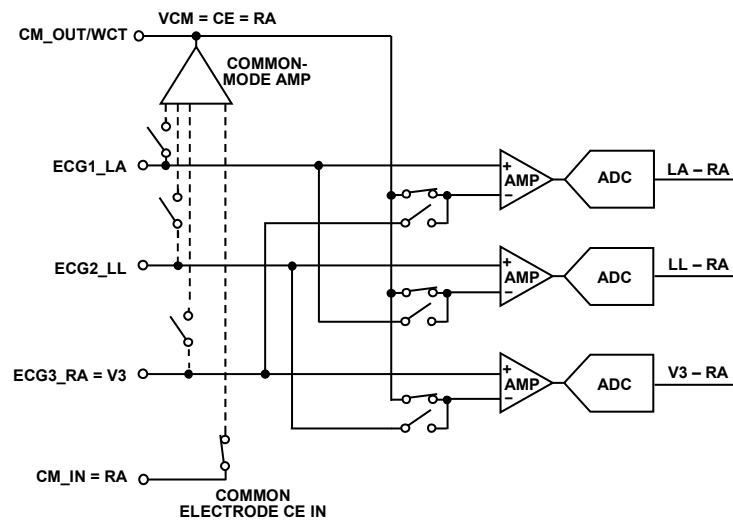 VCM = CE = RA
CM_OUT/WCT
COMMON-
MODE AMP
ECG1_LA
+
AMP
–
ADC
LA – RA
ECG2_LL
+
AMP
–
ADC
LL – RA
ECG3_RA = V3
+
AMP
–
ADC
V3 – RA
CM_IN = RA
COMMON
ELECTRODE CE IN